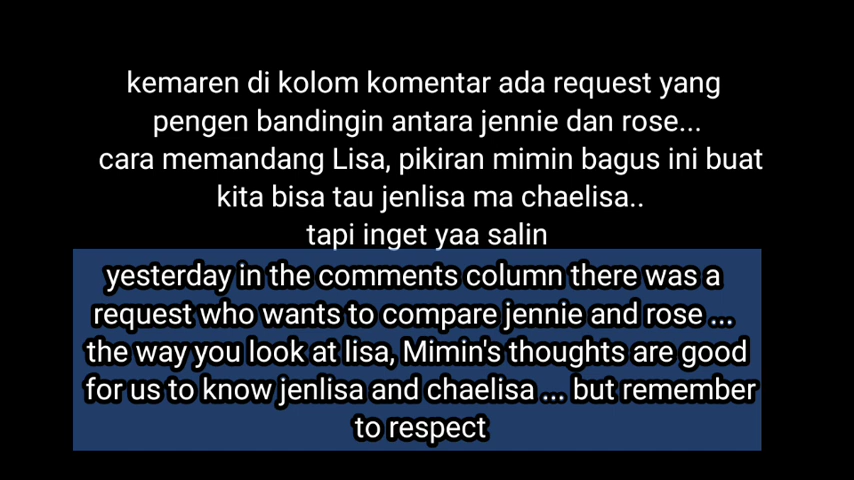 kemaren di kolom komentar ada request yang
pengen bandingin antara jennie dan rose...
cara memandang Lisa, pikiran mimin bagus ini buat
kita bisa tau jenlisa ma chaelisa..
tapi inget yaa salin
yesterday in the comments column there was a
request who wants to compare jennie and rose ...
the way you look at lisa, Mimin's thoughts are good
for us to know jenlisa and chaelisa ... but remember
to respect